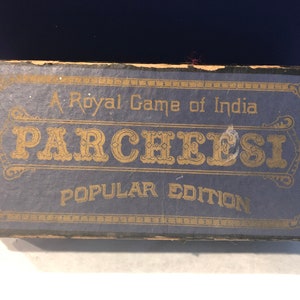 A Royal Game of India
PARCHEESI
POPULAR EDITION